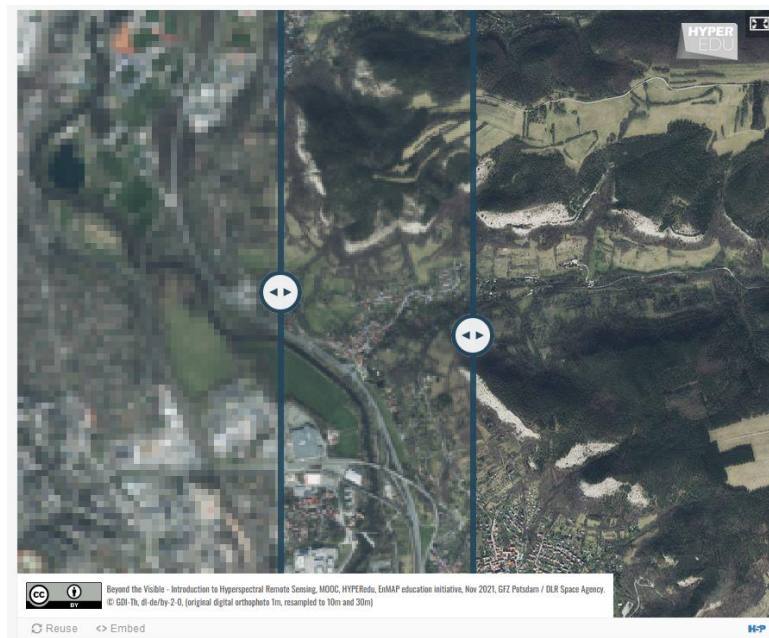 HYPER
EDU
cc BY
Beyond the Visible - Introduction to Hyperspectral Remote Sensing, MOOC, HYPERedu, EnMAP education initiative, Nov 2021, GFZ Potsdam / DLR Space Agency.
© GDI-Th, dl-de/by-2-0, (original digital orthophoto 1m, resampled to 10m and 30m)
Reuse <> Embed
H5P